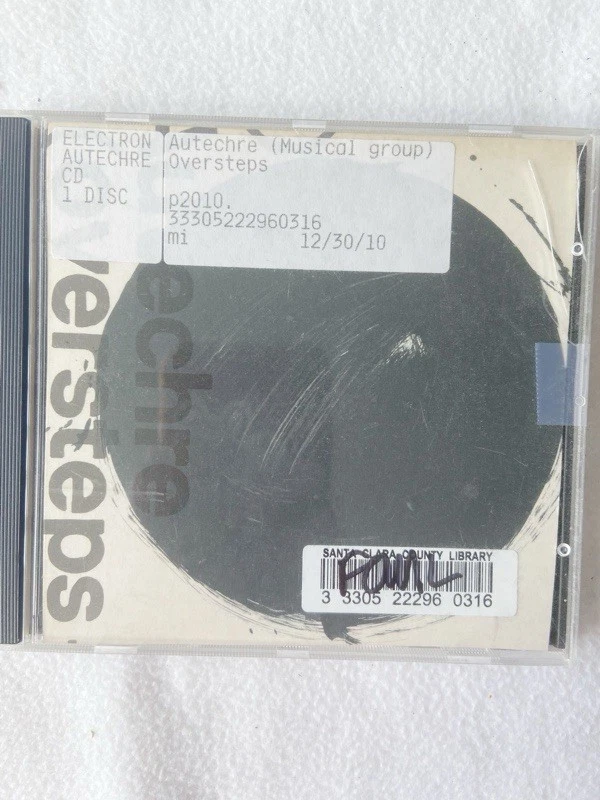 ELECTRON
AUTECHRE
CD
1 DISC
Autechre (Musical group)
Oversteps
p2010.
33305222960316
mi 12/30/10
echre
versteps
SANTA CLARA COUNTY LIBRARY
3 3305 22296 0316